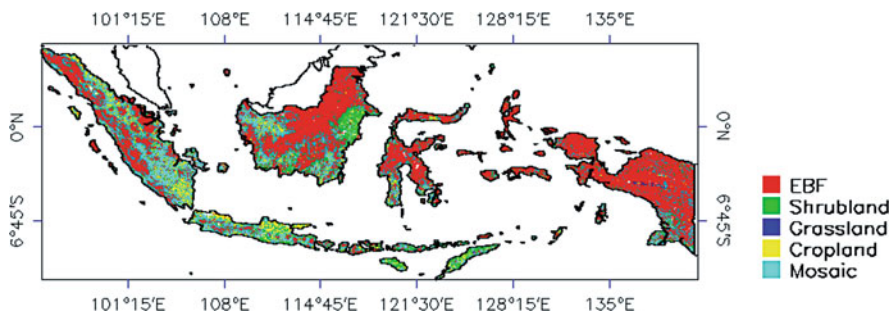 101°15'E 108°E 114°45'E 121°30'E 128°15'E 135°E
0°N 0°N
6°45'S 6°45'S
EBF
Shrubland
Grassland
Cropland
Mosaic
101°15'E 108°E 114°45'E 121°30'E 128°15'E 135°E